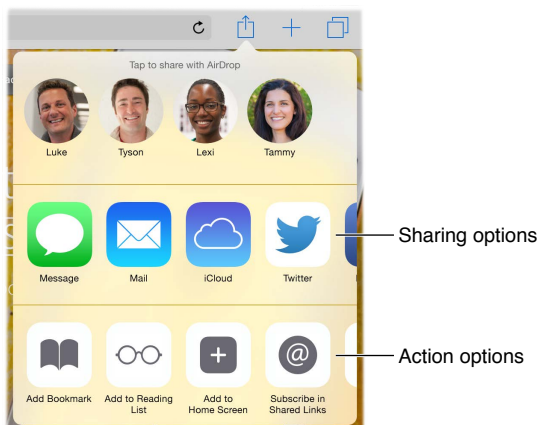 Tap to share with AirDrop
Luke Tyson Lexi Tammy
Message Mail iCloud Twitter
Sharing options
Add Bookmark Add to Reading List Add to Home Screen Subscribe in Shared Links
Action options